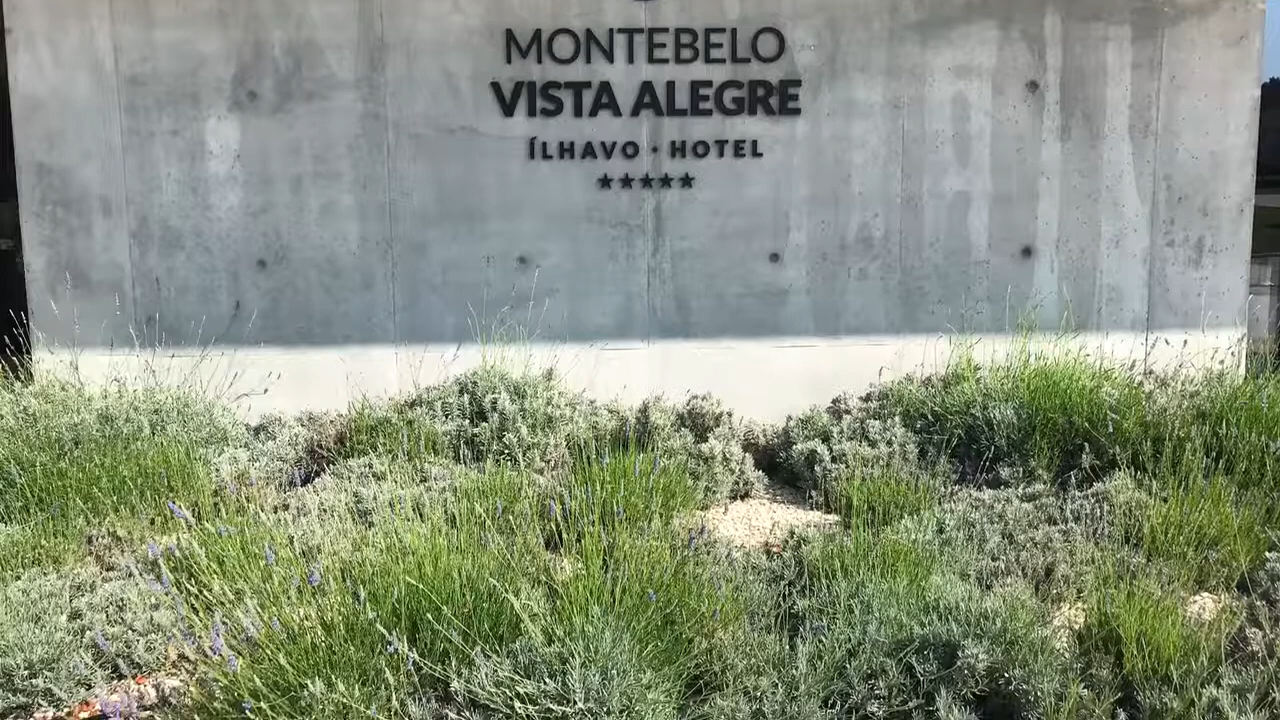 MONTEBELO
VISTA ALEGRE
ÍLHAVO · HOTEL
★★★★★